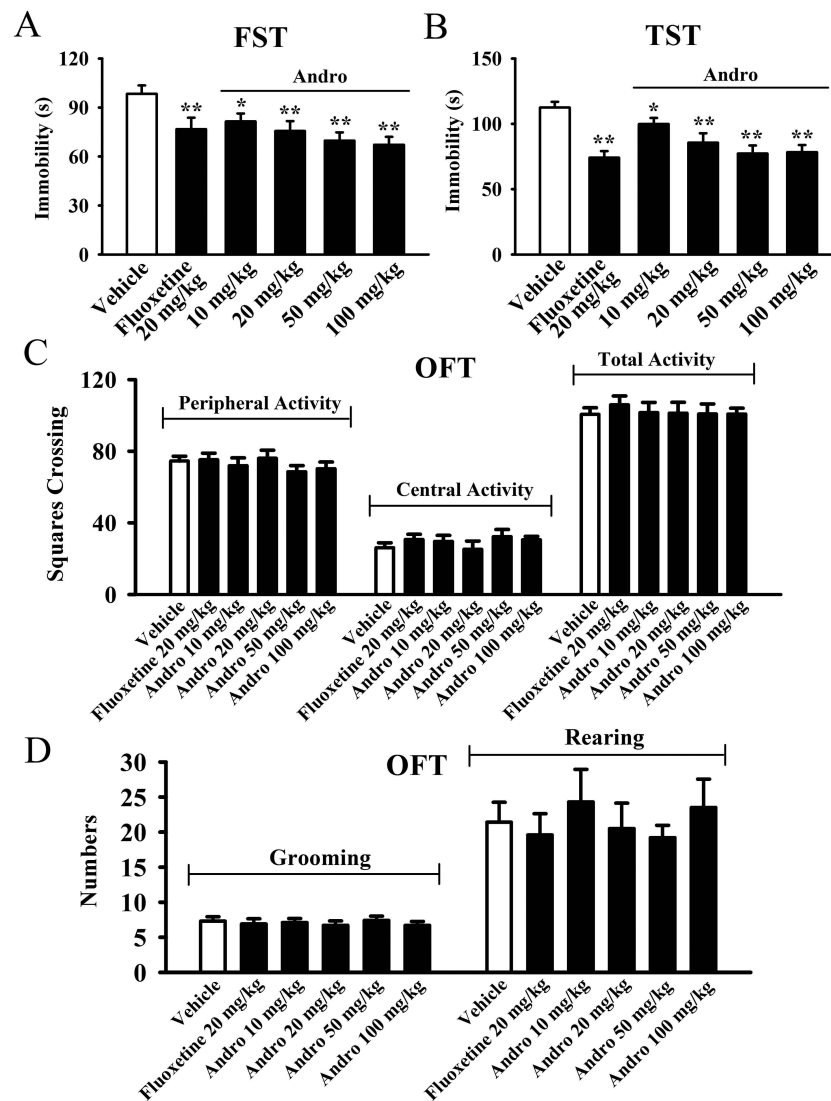 A
FST
Andro
Immobility (s)
120
90
60
30
0
**
*
**
**
**
Vehicle
Fluoxetine
20 mg/kg
10 mg/kg
20 mg/kg
50 mg/kg
100 mg/kg
B
TST
Andro
Immobility (s)
150
100
50
0
**
*
**
**
**
Vehicle
Fluoxetine
20 mg/kg
10 mg/kg
20 mg/kg
50 mg/kg
100 mg/kg
C
OFT
Squares Crossing
120
80
40
0
Peripheral Activity
Central Activity
Total Activity
Vehicle
Fluoxetine 20 mg/kg
Andro 10 mg/kg
Andro 20 mg/kg
Andro 50 mg/kg
Andro 100 mg/kg
Vehicle
Fluoxetine 20 mg/kg
Andro 10 mg/kg
Andro 20 mg/kg
Andro 50 mg/kg
Andro 100 mg/kg
Vehicle
Fluoxetine 20 mg/kg
Andro 10 mg/kg
Andro 20 mg/kg
Andro 50 mg/kg
Andro 100 mg/kg
D
OFT
Numbers
30
25
20
15
10
5
0
Grooming
Rearing
Vehicle
Fluoxetine 20 mg/kg
Andro 10 mg/kg
Andro 20 mg/kg
Andro 50 mg/kg
Andro 100 mg/kg
Vehicle
Fluoxetine 20 mg/kg
Andro 10 mg/kg
Andro 20 mg/kg
Andro 50 mg/kg
Andro 100 mg/kg